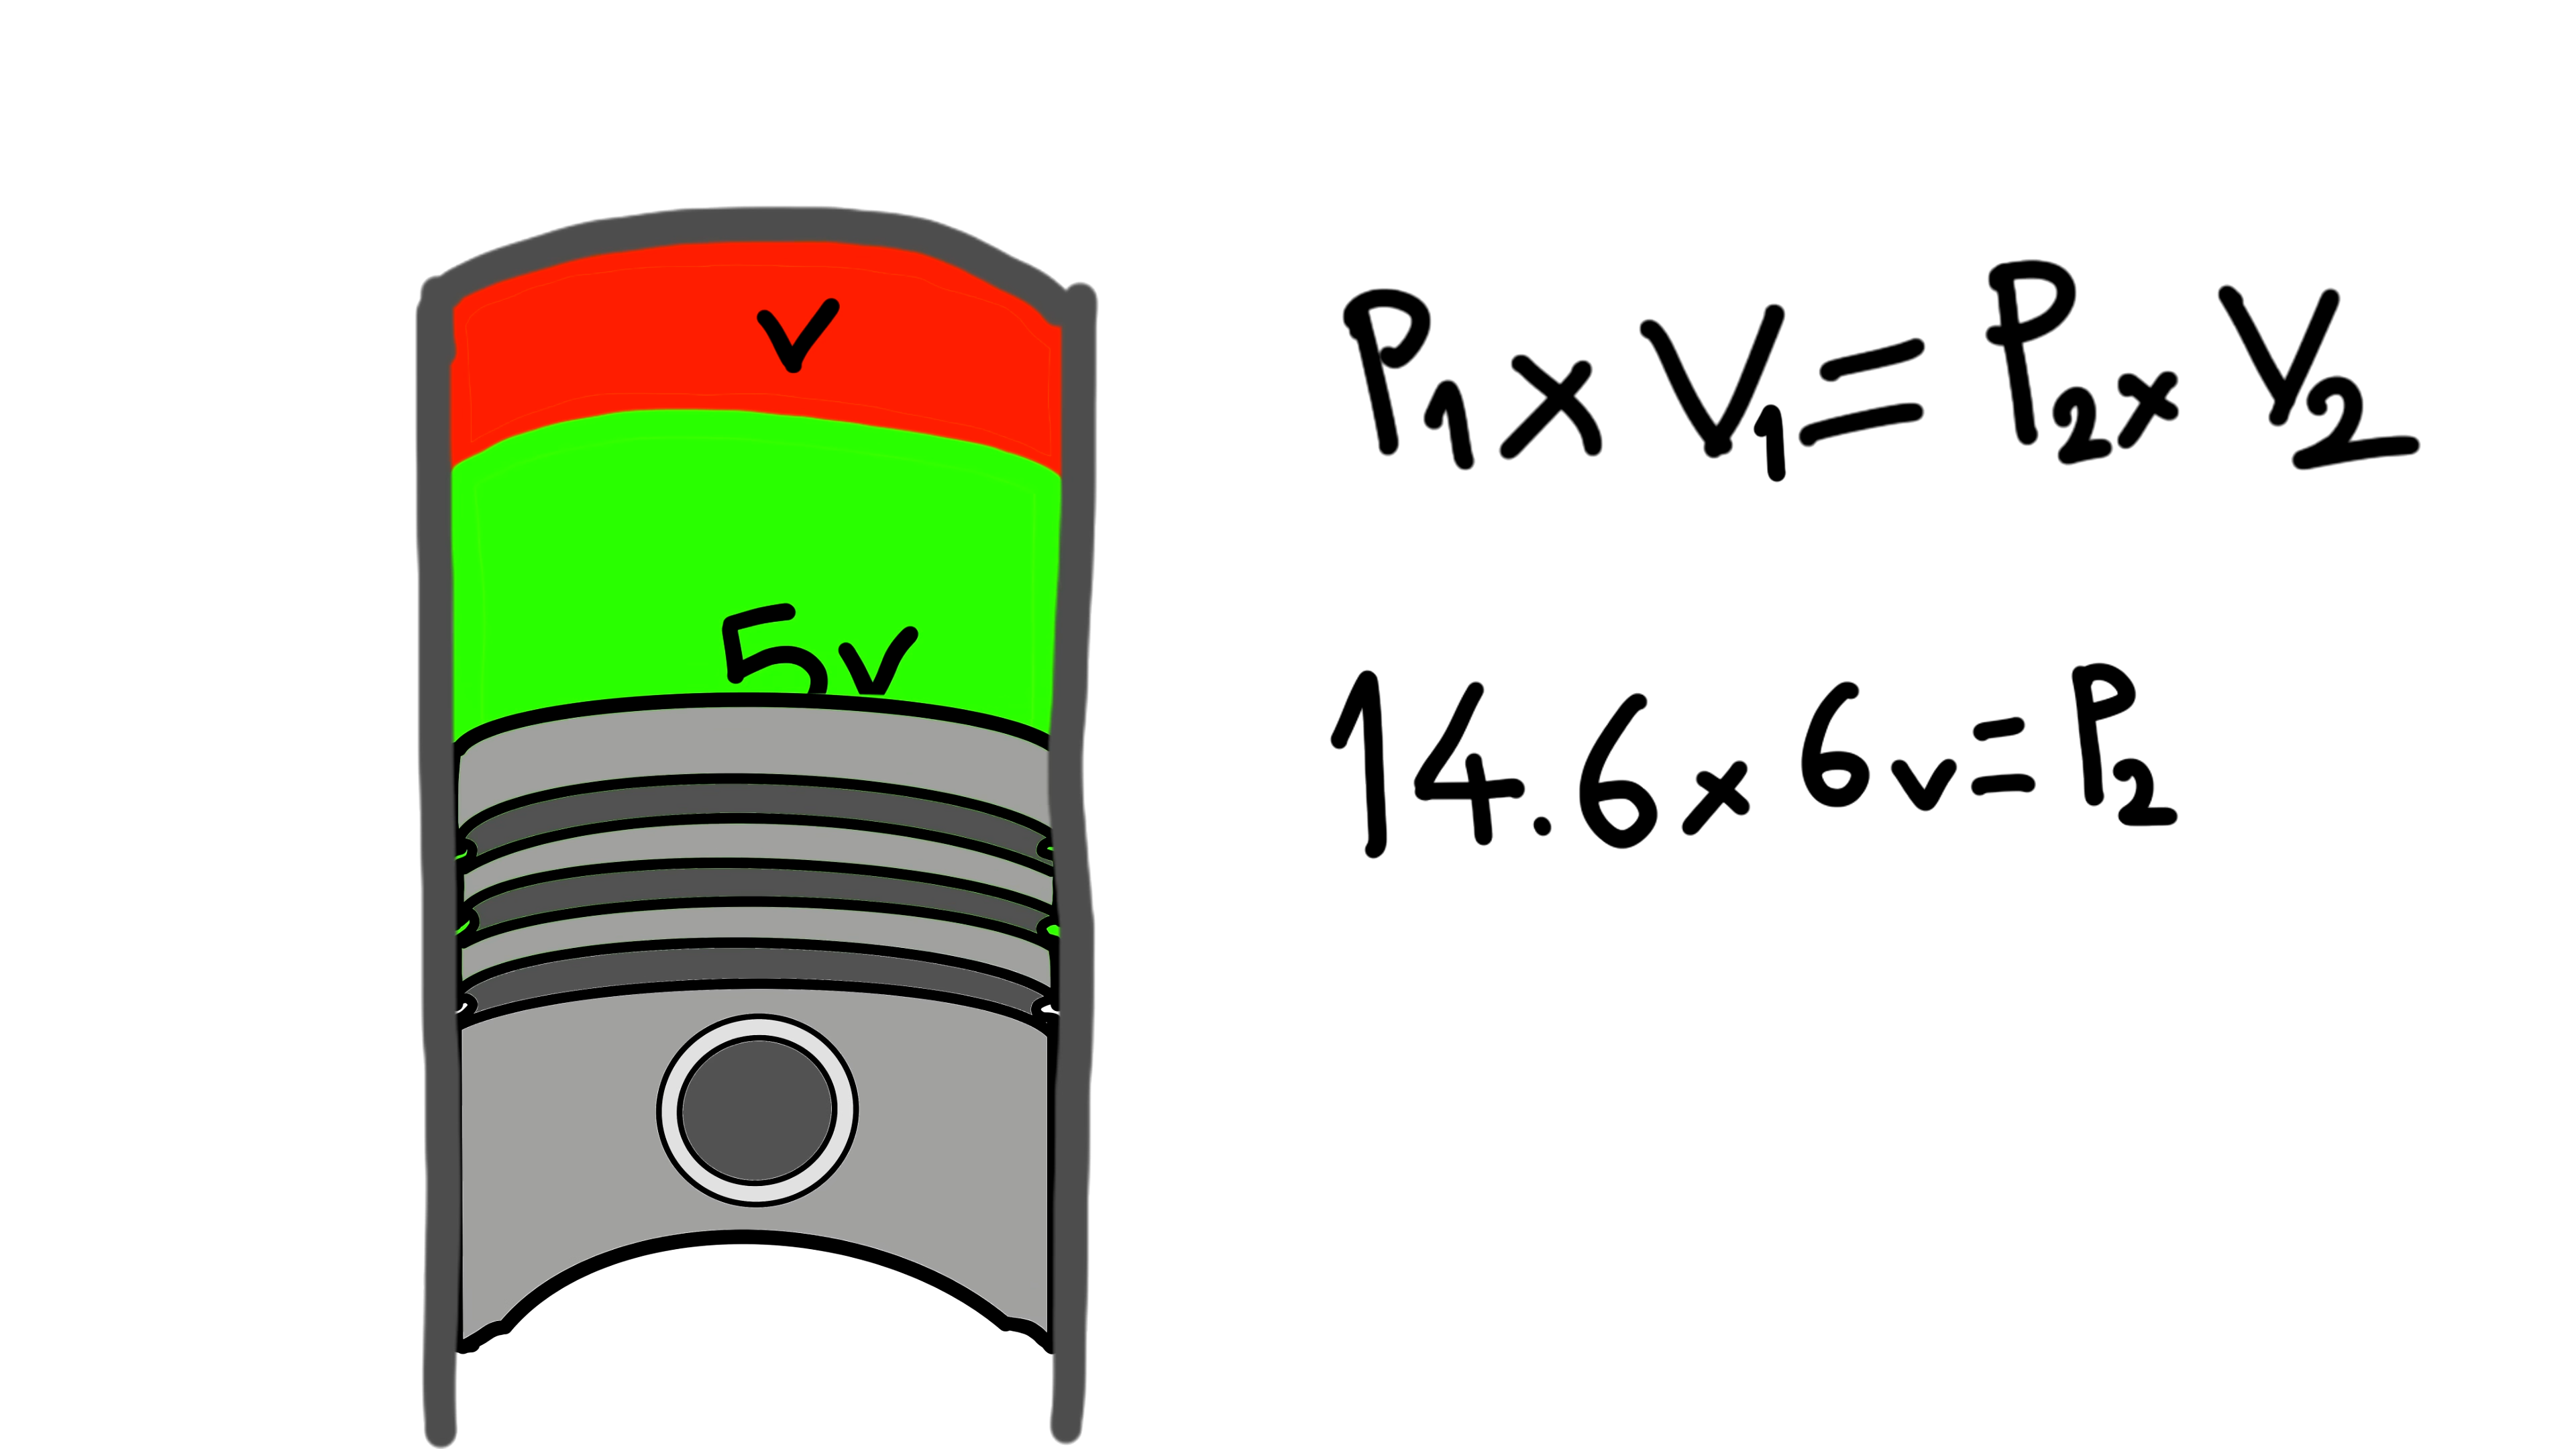 v
5v
P₁ x V₁ = P₂ x V₂
14.6 x 6v = P₂